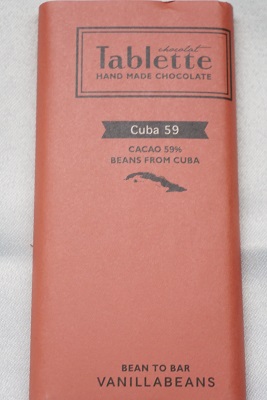 chocolat
Tablette
HAND MADE CHOCOLATE
Cuba 59
CACAO 59%
BEANS FROM CUBA
BEAN TO BAR
VANILLABEANS